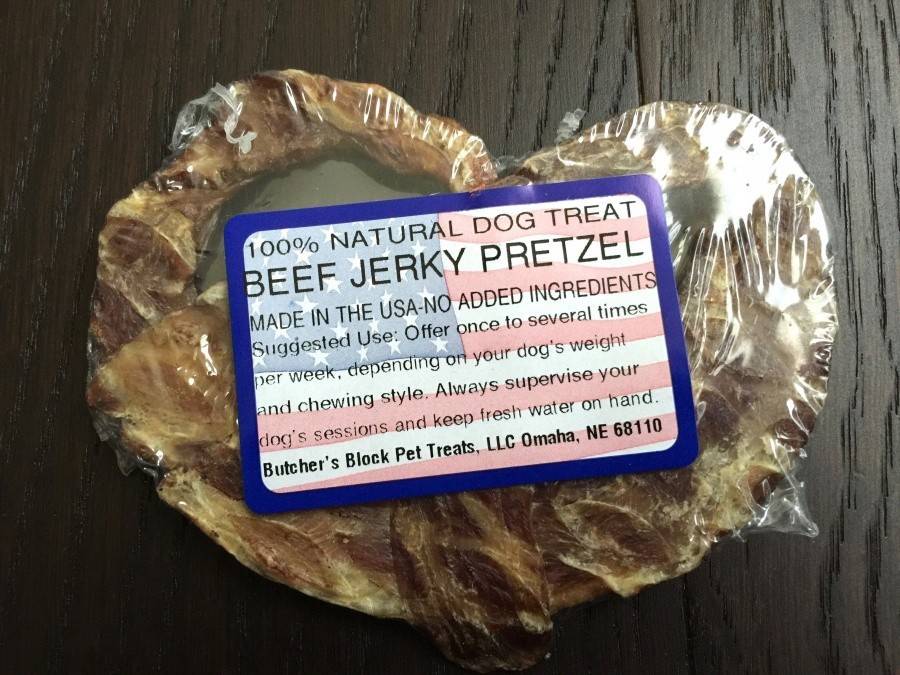 100% NATURAL DOG TREAT
BEEF JERKY PRETZEL
MADE IN THE USA-NO ADDED INGREDIENTS
Suggested Use: Offer once to several times
per week, depending on your dog's weight
and chewing style. Always supervise your
dog's sessions and keep fresh water on hand.
Butcher's Block Pet Treats, LLC Omaha, NE 68110